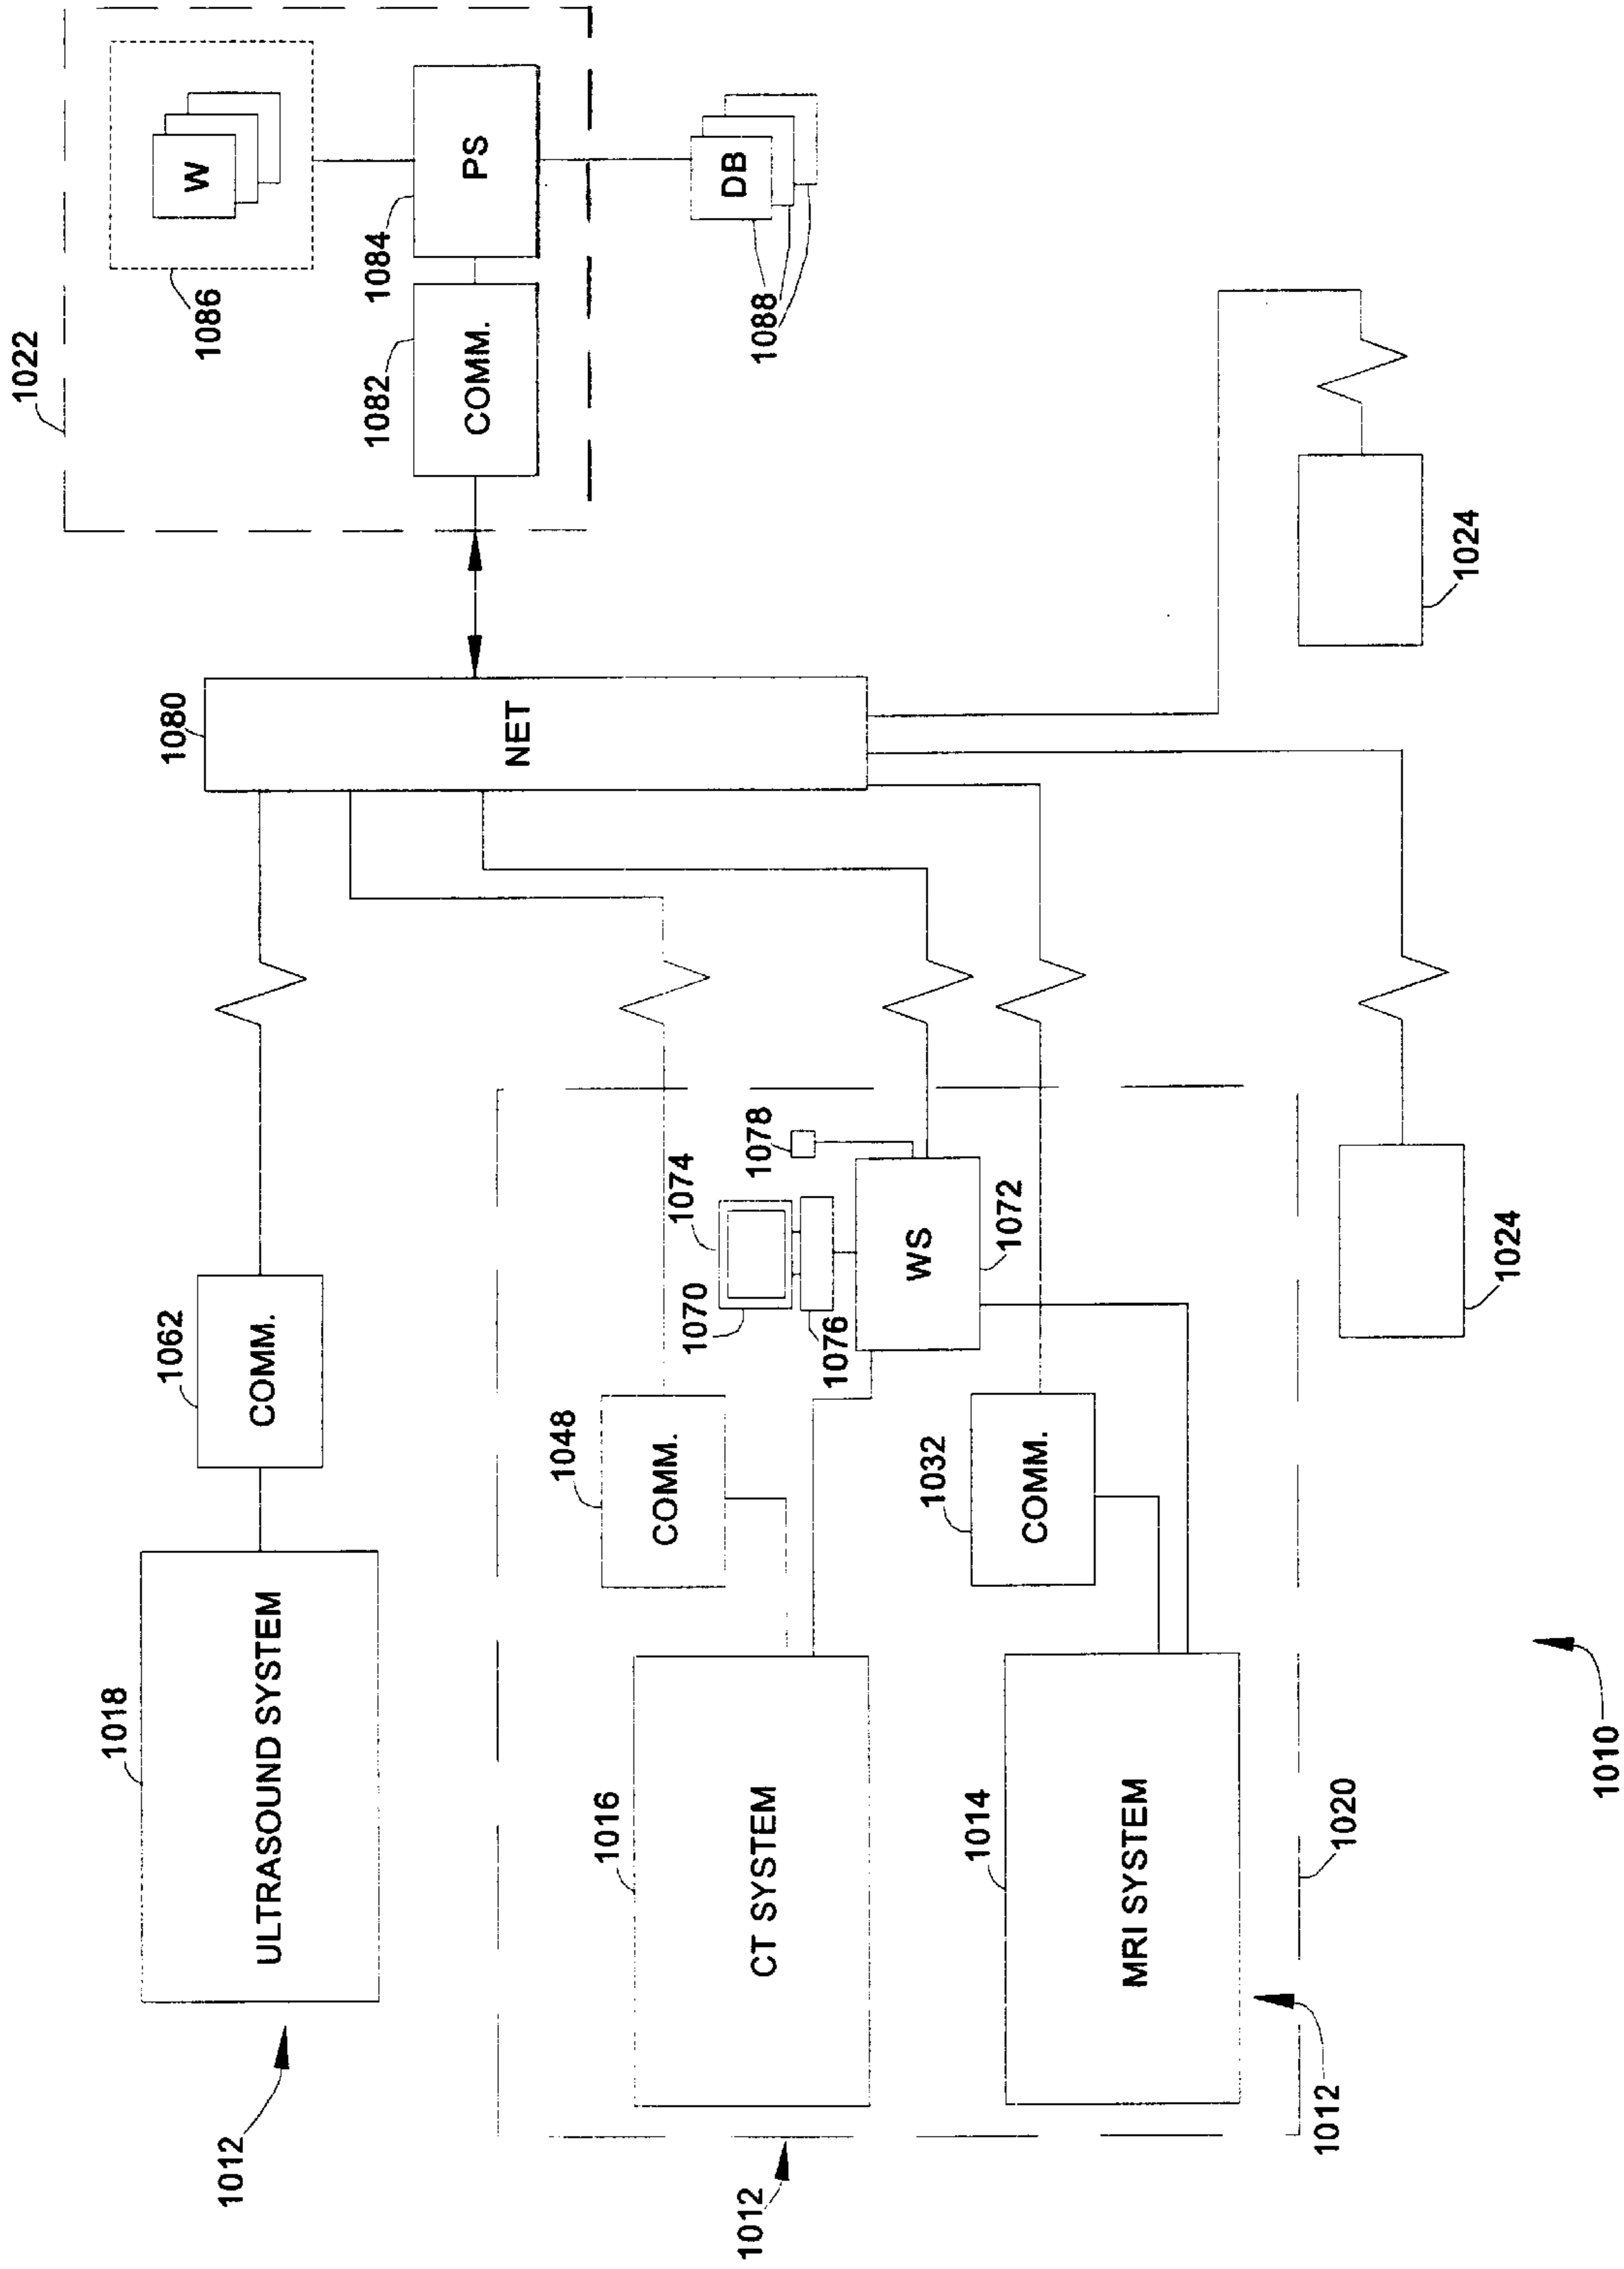 1012
1018
ULTRASOUND SYSTEM
1062
COMM.
1080
NET
1022
1086
W
1082
COMM.
1084
PS
1088
DB
1012
1016
CT SYSTEM
1048
COMM.
1070
1074
1076
1078
WS
1072
1014
MRI SYSTEM
1032
COMM.
1012
1020
1024
1024
1010